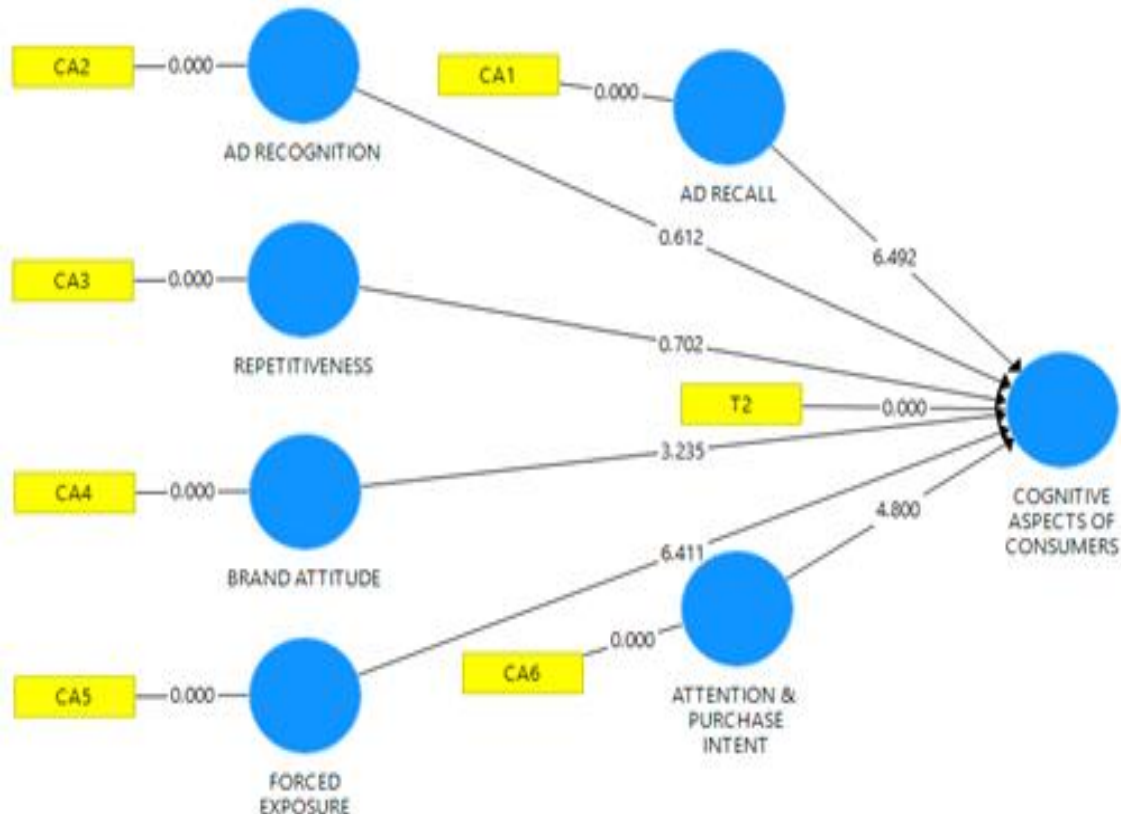 CA2
0.000
AD RECOGNITION
CA1
0.000
AD RECALL
0.612
6.492
CA3
0.000
REPETITIVENESS
0.702
T2
0.000
3.235
CA4
0.000
BRAND ATTITUDE
COGNITIVE
ASPECTS OF
CONSUMERS
4.800
6.411
CA5
0.000
FORCED
EXPOSURE
CA6
0.000
ATTENTION &
PURCHASE
INTENT